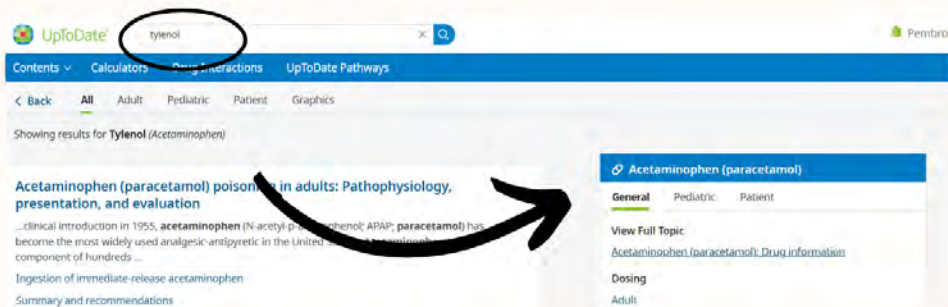 UpToDate
tylenol
Pembro
Contents Calculators Drug Interactions UpToDate Pathways
Back All Adult Pediatric Patient Graphics
Showing results for Tylenol (Acetaminophen)
Acetaminophen (paracetamol) poisoning in adults: Pathophysiology,
presentation, and evaluation
...clinical introduction in 1955, acetaminophen (N-acetyl-p- APAP; paracetamol) has
become the most widely used analgesic-antipyretic in the United
component of hundreds ...
Ingestion of immediate-release acetaminophen
Summary and recommendations
Acetaminophen (paracetamol)
General Pediatric Patient
View Full Topic
Acetaminophen (paracetamol): Drug information
Dosing
Adult